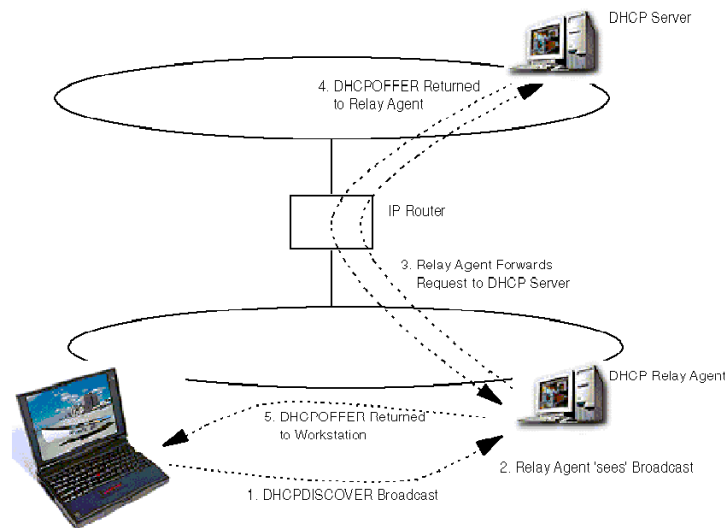 DHCP Server
4. DHCPOFFER Returned
to Relay Agent
IP Router
3. Relay Agent Forwards
Request to DHCP Server
DHCP Relay Agent
5. DHCPOFFER Returned
to Workstation
2. Relay Agent 'sees' Broadcast
1. DHCPDISCOVER Broadcast